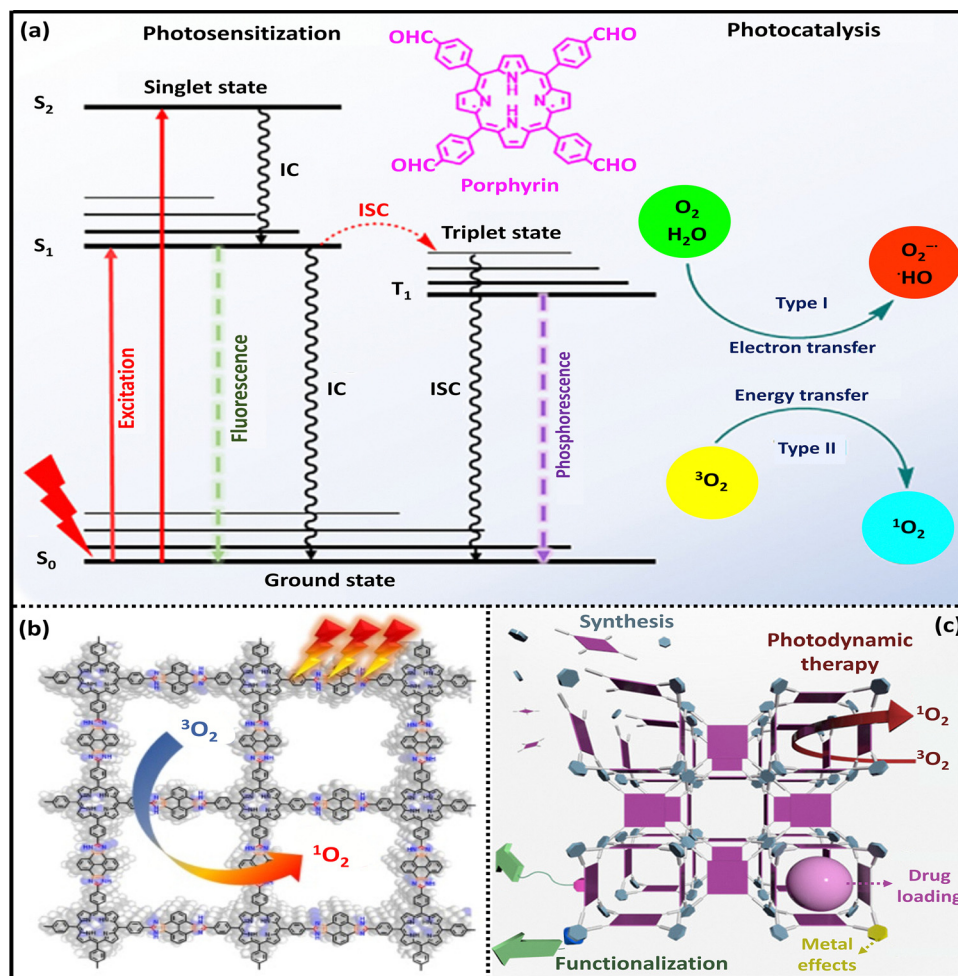 (a)
Photosensitization
Photocatalysis
OHC
CHO
NH
N
N
HN
OHC
CHO
Porphyrin
Singlet state
S₂
IC
ISC
S₁
Triplet state
T₁
Excitation
Fluorescence
IC
ISC
Phosphorescence
S₀
Ground state
O₂
H₂O
O₂⁻·
·HO
Type I
Electron transfer
Energy transfer
Type II
³O₂
¹O₂
(b)
³O₂
¹O₂
(c)
Synthesis
Photodynamic
therapy
¹O₂
³O₂
Drug
loading
Metal
effects
Functionalization